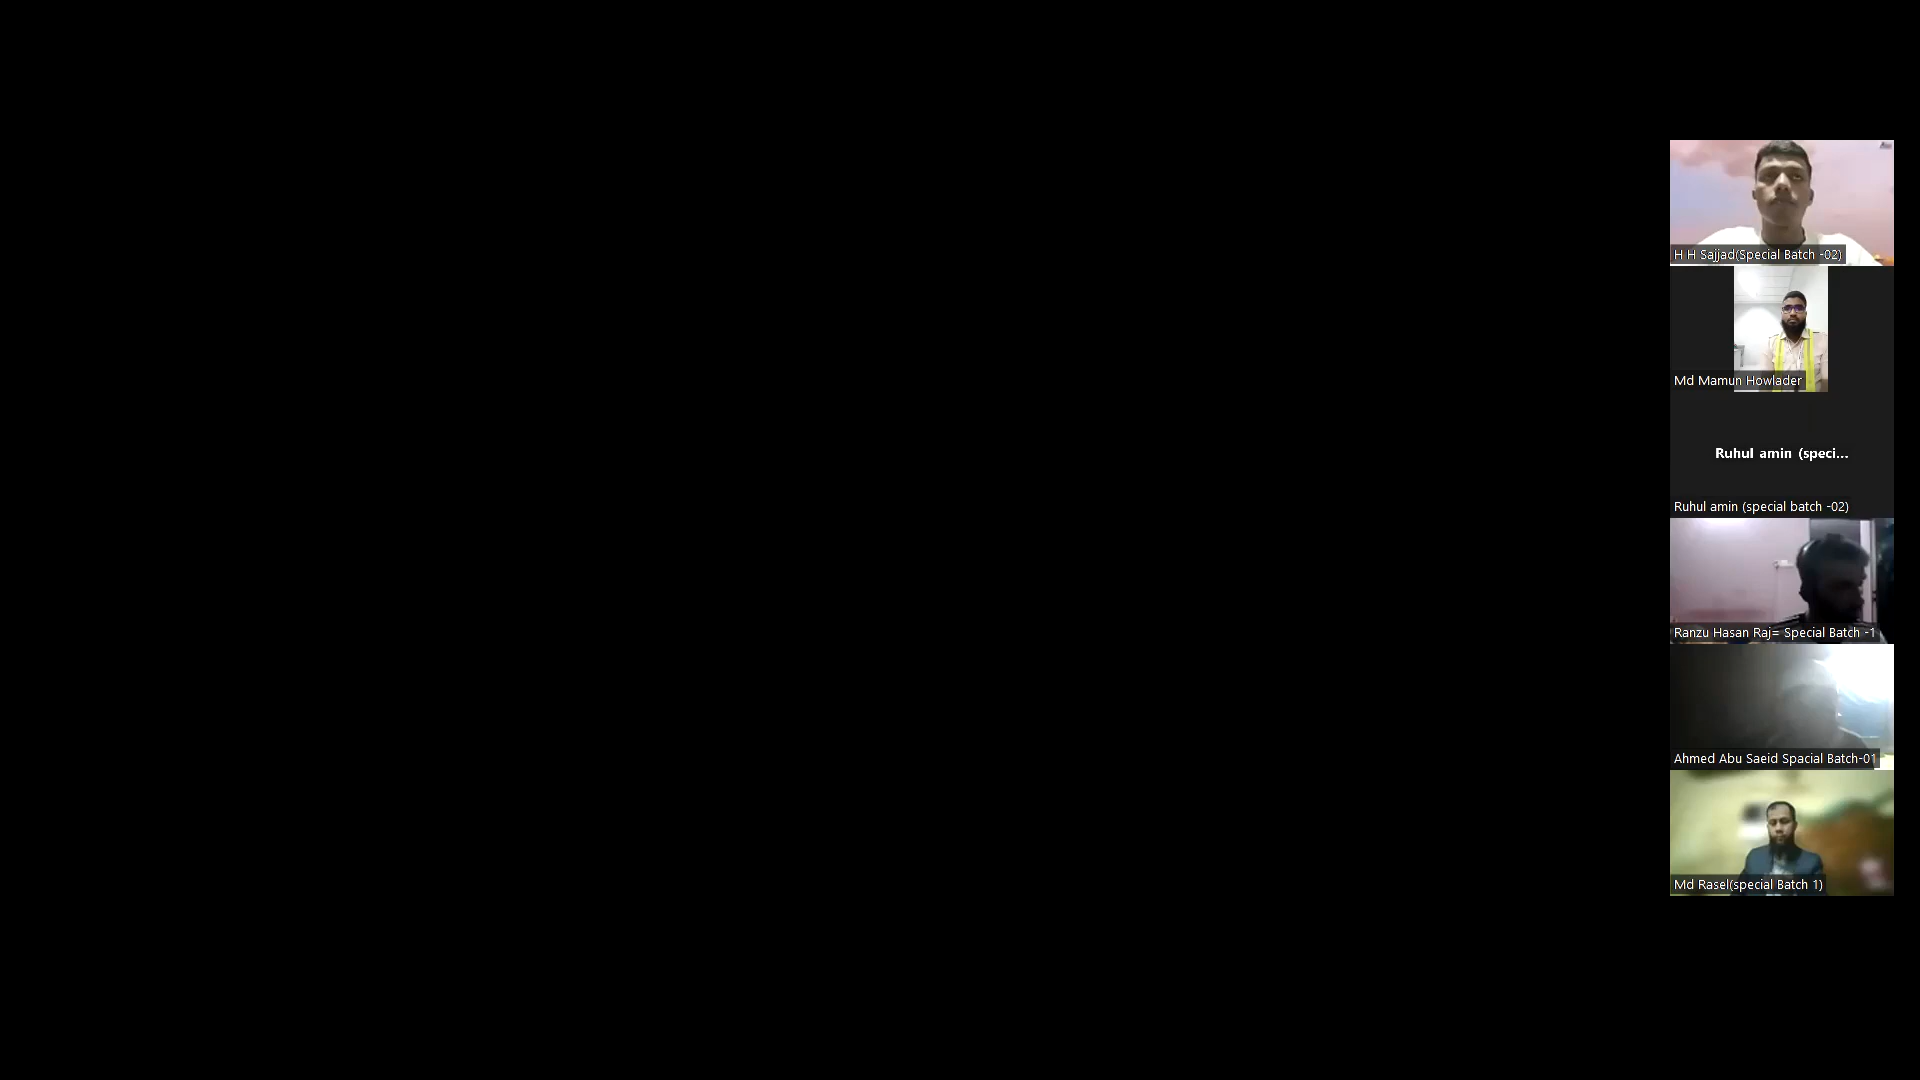 H H Sajjad(Special Batch -02)
Md Mamun Howlader
Ruhul amin (speci...
Ruhul amin (special batch -02)
Ranzu Hasan Raj= Special Batch -1
Ahmed Abu Saeid Spacial Batch-01
Md Rasel(special Batch 1)